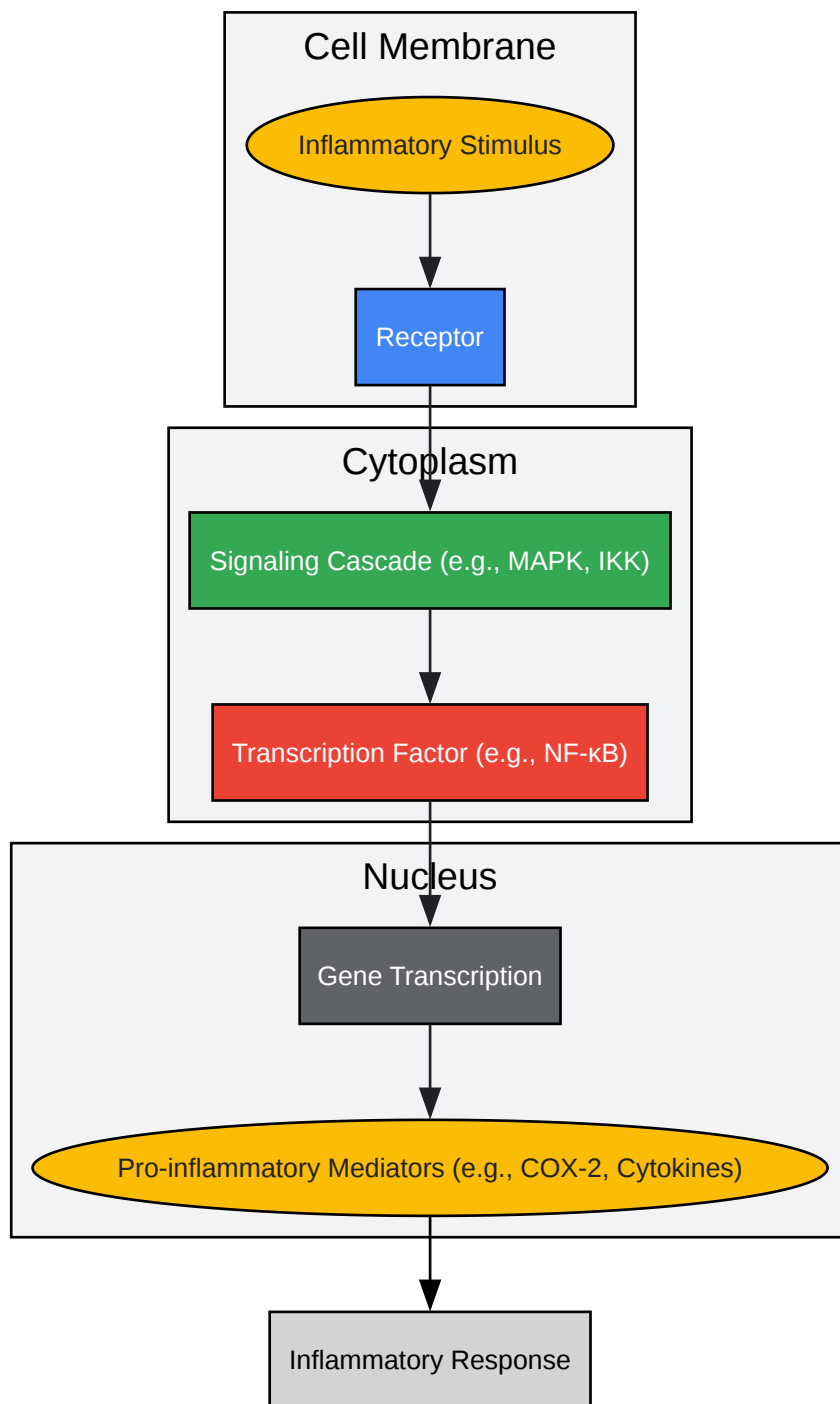 Cell Membrane
Inflammatory Stimulus
Receptor
Cytoplasm
Signaling Cascade (e.g., MAPK, IKK)
Transcription Factor (e.g., NF-κB)
Nucleus
Gene Transcription
Pro-inflammatory Mediators (e.g., COX-2, Cytokines)
Inflammatory Response